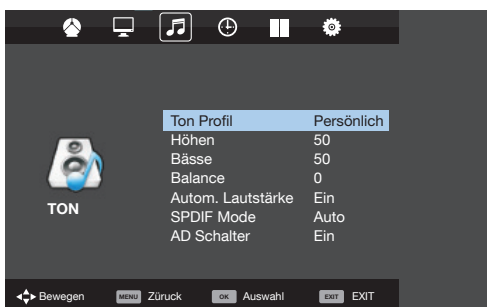 Ton Profil Persönlich
Höhen 50
Bässe 50
Balance 0
Autom. Lautstärke Ein
SPDIF Mode Auto
AD Schalter Ein
TON
Bewegen MENU Züruck OK Auswahl EXIT EXIT